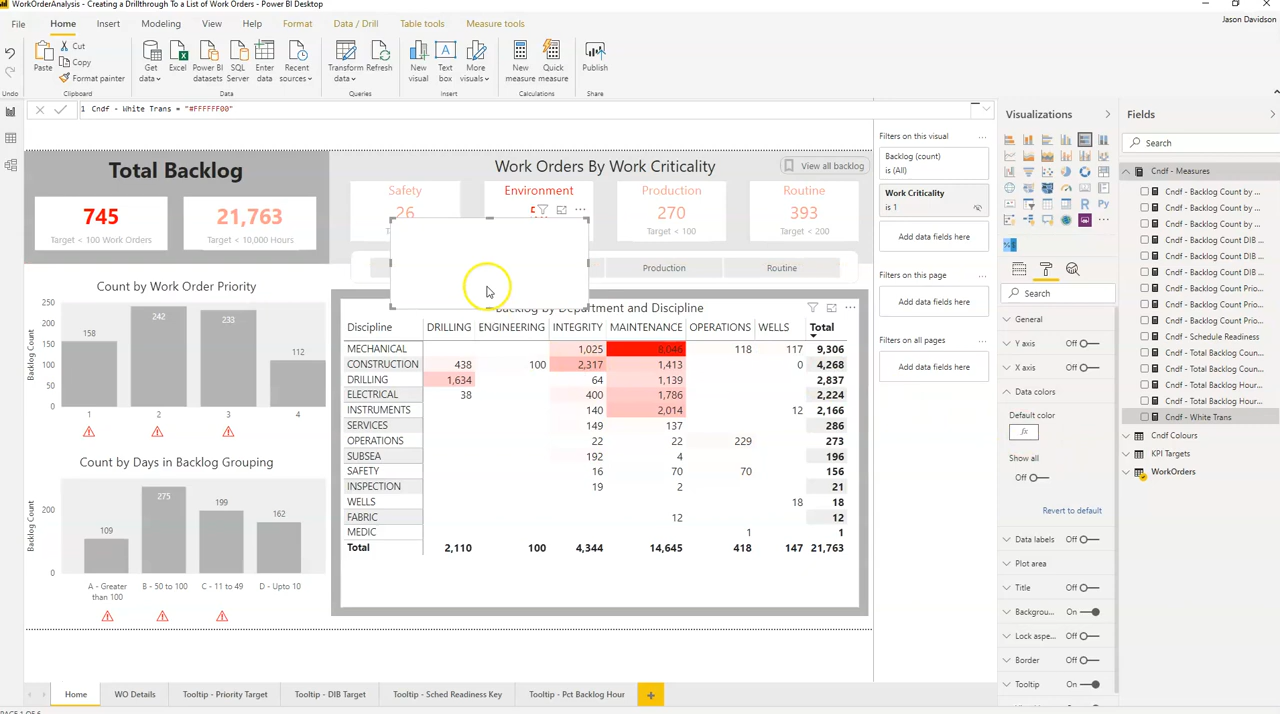 WorkOrderAnalysis - Creating a Drillthrough To a List of Work Orders - Power BI Desktop
Jason Davidson
File Home Insert Modeling View Help Format Data / Drill Table tools Measure tools
Paste
Cut
Copy
Format painter
Get data
Excel
Power BI datasets
SQL Server
Enter data
Recent sources
Transform data
Refresh
New visual
Text box
More visuals
New measure
Quick measure
Publish
Undo Clipboard Data Queries Insert Calculations Share
1 Cndf - White Trans = "#FFFFFF00"
Total Backlog
745
Target < 100 Work Orders
21,763
Target < 10,000 Hours
Work Orders By Work Criticality
View all backlog
Safety
26
Environment
Production
270
Target < 100
Routine
393
Target < 200
Production Routine
Count by Work Order Priority
Backlog Count
250
200
150
100
50
0
158 242 233 112
1 2 3 4
Count by Days in Backlog Grouping
Backlog Count
200
0
109 275 199 162
A - Greater than 100
B - 50 to 100
C - 11 to 49
D - Upto 10
Backlog by Department and Discipline
Discipline DRILLING ENGINEERING INTEGRITY MAINTENANCE OPERATIONS WELLS Total
MECHANICAL 1,025 8,046 118 117 9,306
CONSTRUCTION 438 100 2,317 1,413 0 4,268
DRILLING 1,634 64 1,139 2,837
ELECTRICAL 38 400 1,786 2,224
INSTRUMENTS 140 2,014 12 2,166
SERVICES 149 137 286
OPERATIONS 22 22 229 273
SUBSEA 192 4 196
SAFETY 16 70 70 156
INSPECTION 19 2 21
WELLS 18 18
FABRIC 12 12
MEDIC 1 1
Total 2,110 100 4,344 14,645 418 147 21,763
Filters on this visual ...
Backlog (count)
is (All)
Work Criticality
is 1
Add data fields here
Filters on this page ...
Add data fields here
Filters on all pages ...
Add data fields here
Visualizations
Search
General
Y axis Off
X axis Off
Data colors
Default color
fx
Show all
Off
Revert to default
Data labels Off
Plot area
Title Off
Backgrou... On
Lock aspe... Off
Border Off
Tooltip On
Fields
Search
Cndf - Measures
Cndf - Backlog Count by ...
Cndf - Backlog Count by ...
Cndf - Backlog Count by ...
Cndf - Backlog Count DIB ...
Cndf - Backlog Count DIB ...
Cndf - Backlog Count DIB ...
Cndf - Backlog Count Prio...
Cndf - Backlog Count Prio...
Cndf - Backlog Count Prio...
Cndf - Schedule Readiness
Cndf - Total Backlog Coun...
Cndf - Total Backlog Coun...
Cndf - Total Backlog Hour...
Cndf - Total Backlog Hour...
Cndf - White Trans
Cndf Colours
KPI Targets
WorkOrders
Home WO Details Tooltip - Priority Target Tooltip - DIB Target Tooltip - Sched Readiness Key Tooltip - Pct Backlog Hour